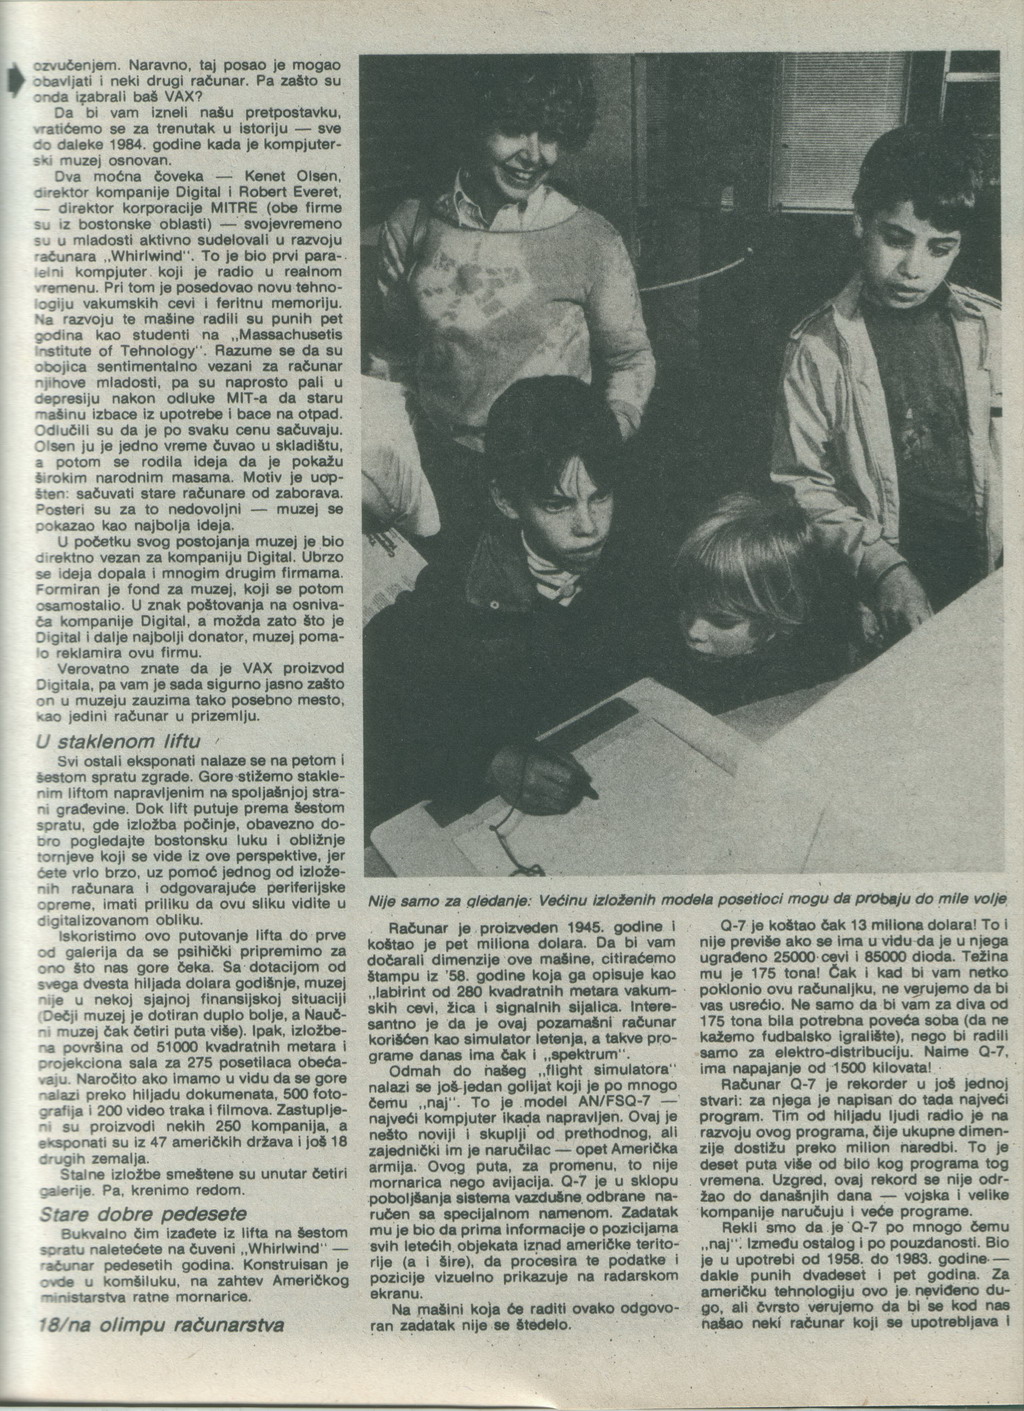 ozvučenjem. Naravno, taj posao je mogao
obavljati i neki drugi računar. Pa zašto su
onda izabrali baš VAX?
Da bi vam izneli našu pretpostavku,
vratićemo se za trenutak u istoriju — sve
do daleke 1984. godine kada je kompjuter-
ski muzej osnovan.
Dva moćna čoveka — Kenet Olsen,
direktor kompanije Digital i Robert Everet,
— direktor korporacije MITRE (obe firme
su iz bostonske oblasti) — svojevremeno
su u mladosti aktivno sudelovali u razvoju
računara „Whirlwind". To je bio prvi para-
lelni kompjuter koji je radio u realnom
vremenu. Pri tom je posedovao novu tehno-
logiju vakumskih cevi i feritnu memoriju.
Na razvoju te mašine radili su punih pet
godina kao studenti na „Massachusetis
Institute of Tehnology". Razume se da su
obojica sentimentalno vezani za računar
njihove mladosti, pa su naprosto pali u
depresiju nakon odluke MIT-a da staru
mašinu izbace iz upotrebe i bace na otpad.
Odlučili su da je po svaku cenu sačuvaju.
Olsen ju je jedno vreme čuvao u skladištu,
a potom se rodila ideja da je pokažu
širokim narodnim masama. Motiv je uop-
šten: sačuvati stare računare od zaborava.
Posteri su za to nedovoljni — muzej se
pokazao kao najbolja ideja.
U početku svog postojanja muzej je bio
direktno vezan za kompaniju Digital. Ubrzo
se ideja dopala i mnogim drugim firmama.
Formiran je fond za muzej, koji se potom
osamostalio. U znak poštovanja na osniva-
ča kompanije Digital, a možda zato što je
Digital i dalje najbolji donator, muzej poma-
lo reklamira ovu firmu.
Verovatno znate da je VAX proizvod
Digitala, pa vam je sada sigurno jasno zašto
on u muzeju zauzima tako posebno mesto,
kao jedini računar u prizemlju.
U staklenom liftu
Svi ostali eksponati nalaze se na petom i
šestom spratu zgrade. Gore stižemo stakle-
nim liftom napravljenim na spoljašnjoj stra-
ni građevine. Dok lift putuje prema šestom
spratu, gde izložba počinje, obavezno do-
bro pogledajte bostonsku luku i obližnje
tornjeve koji se vide iz ove perspektive, jer
ćete vrlo brzo, uz pomoć jednog od izlože-
nih računara i odgovarajuće periferijske
opreme, imati priliku da ovu sliku vidite u
digitalizovanom obliku.
Iskoristimo ovo putovanje lifta do prve
od galerija da se psihički pripremimo za
ono što nas gore čeka. Sa dotacijom od
svega dvesta hiljada dolara godišnje, muzej
nije u nekoj sjajnoj finansijskoj situaciji
(Dečji muzej je dotiran duplo bolje, a Nauč-
ni muzej čak četiri puta više). Ipak, izložbe-
na površina od 51000 kvadratnih metara i
projekciona sala za 275 posetilaca obeća-
vaju. Naročito ako imamo u vidu da se gore
nalazi preko hiljadu dokumenata, 500 foto-
grafija i 200 video traka i filmova. Zastuplje-
ni su proizvodi nekih 250 kompanija, a
eksponati su iz 47 američkih država i još 18
drugih zemalja.
Stalne izložbe smeštene su unutar četiri
galerije. Pa, krenimo redom.
Stare dobre pedesete
Bukvalno čim izađete iz lifta na šestom
spratu naletećete na čuveni „Whirlwind" —
računar pedesetih godina. Konstruisan je
ovde u komšiluku, na zahtev Američkog
ministarstva ratne mornarice.
18/na olimpu računarstva
Nije samo za gledanje: Većinu izloženih modela posetioci mogu da probaju do mile volje
Računar je proizveden 1945. godine i
koštao je pet miliona dolara. Da bi vam
dočarali dimenzije ove mašine, citiraćemo
štampu iz '58. godine koja ga opisuje kao
„labirint od 280 kvadratnih metara vakum-
skih cevi, žica i signalnih sijalica. Intere-
santno je da je ovaj pozamašni računar
korišćen kao simulator letenja, a takve pro-
grame danas ima čak i „spektrum".
Odmah do našeg „flight simulatora"
nalazi se još jedan golijat koji je po mnogo
čemu „naj". To je model AN/FSQ-7 —
najveći kompjuter ikada napravljen. Ovaj je
nešto noviji i skuplji od prethodnog, ali
zajednički im je naručilac — opet Američka
armija. Ovog puta, za promenu, to nije
mornarica nego avijacija. Q-7 je u sklopu
poboljšanja sistema vazdušne odbrane na-
ručen sa specijalnom namenom. Zadatak
mu je bio da prima informacije o pozicijama
svih letećih objekata iznad američke terito-
rije (a i šire), da procesira te podatke i
pozicije vizuelno prikazuje na radarskom
ekranu.
Na mašini koja će raditi ovako odgovo-
ran zadatak nije se štedelo.
Q-7 je koštao čak 13 miliona dolara! To i
nije previše ako se ima u vidu da je u njega
ugrađeno 25000 cevi i 85000 dioda. Težina
mu je 175 tona! Čak i kad bi vam netko
poklonio ovu računaljku, ne verujemo da bi
vas usrećio. Ne samo da bi vam za diva od
175 tona bila potrebna poveća soba (da ne
kažemo fudbalsko igralište), nego bi radili
samo za elektro-distribuciju. Naime Q-7,
ima napajanje od 1500 kilovata!
Računar Q-7 je rekorder u još jednoj
stvari: za njega je napisan do tada najveći
program. Tim od hiljadu ljudi radio je na
razvoju ovog programa, čije ukupne dimen-
zije dostižu preko milion naredbi. To je
deset puta više od bilo kog programa tog
vremena. Uzgred, ovaj rekord se nije odr-
žao do današnjih dana — vojska i velike
kompanije naručuju i veće programe.
Rekli smo da je Q-7 po mnogo čemu
„naj". Između ostalog i po pouzdanosti. Bio
je u upotrebi od 1958. do 1983. godine —
dakle punih dvadeset i pet godina. Za
američku tehnologiju ovo je neviđeno du-
go, ali čvrsto verujemo da bi se kod nas
našao neki računar koji se upotrebljava i